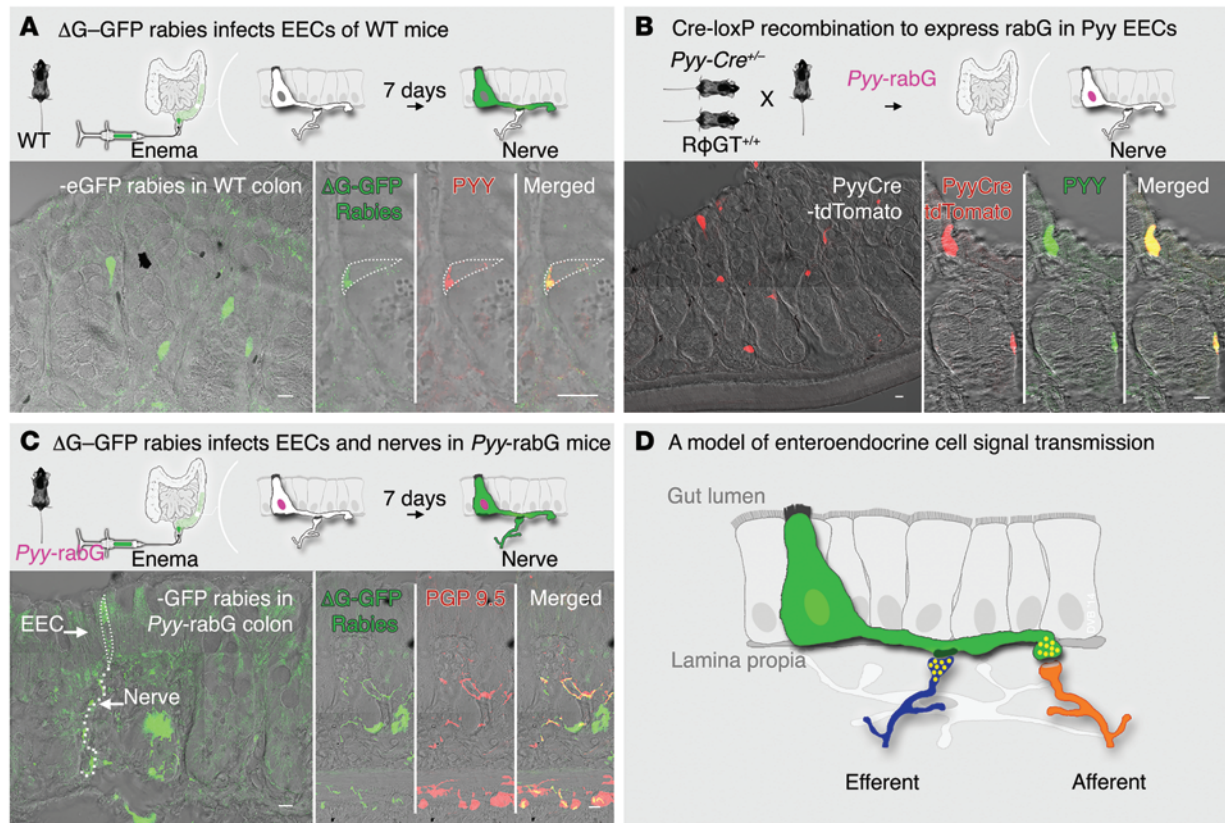 A ΔG–GFP rabies infects EECs of WT mice
WT
Enema
7 days
Nerve
-eGFP rabies in WT colon
ΔG-GFP
Rabies
PYY
Merged
B Cre-loxP recombination to express rabG in Pyy EECs
Pyy-Cre+/–
X
RΦGT+/+
Pyy-rabG
Nerve
PyyCre
-tdTomato
PyyCre
tdTomato
PYY
Merged
C ΔG–GFP rabies infects EECs and nerves in Pyy-rabG mice
Pyy-rabG
Enema
7 days
Nerve
-GFP rabies in
Pyy-rabG colon
EEC
Nerve
ΔG-GFP
Rabies
PGP 9.5
Merged
D A model of enteroendocrine cell signal transmission
Gut lumen
Lamina propia
Efferent
Afferent